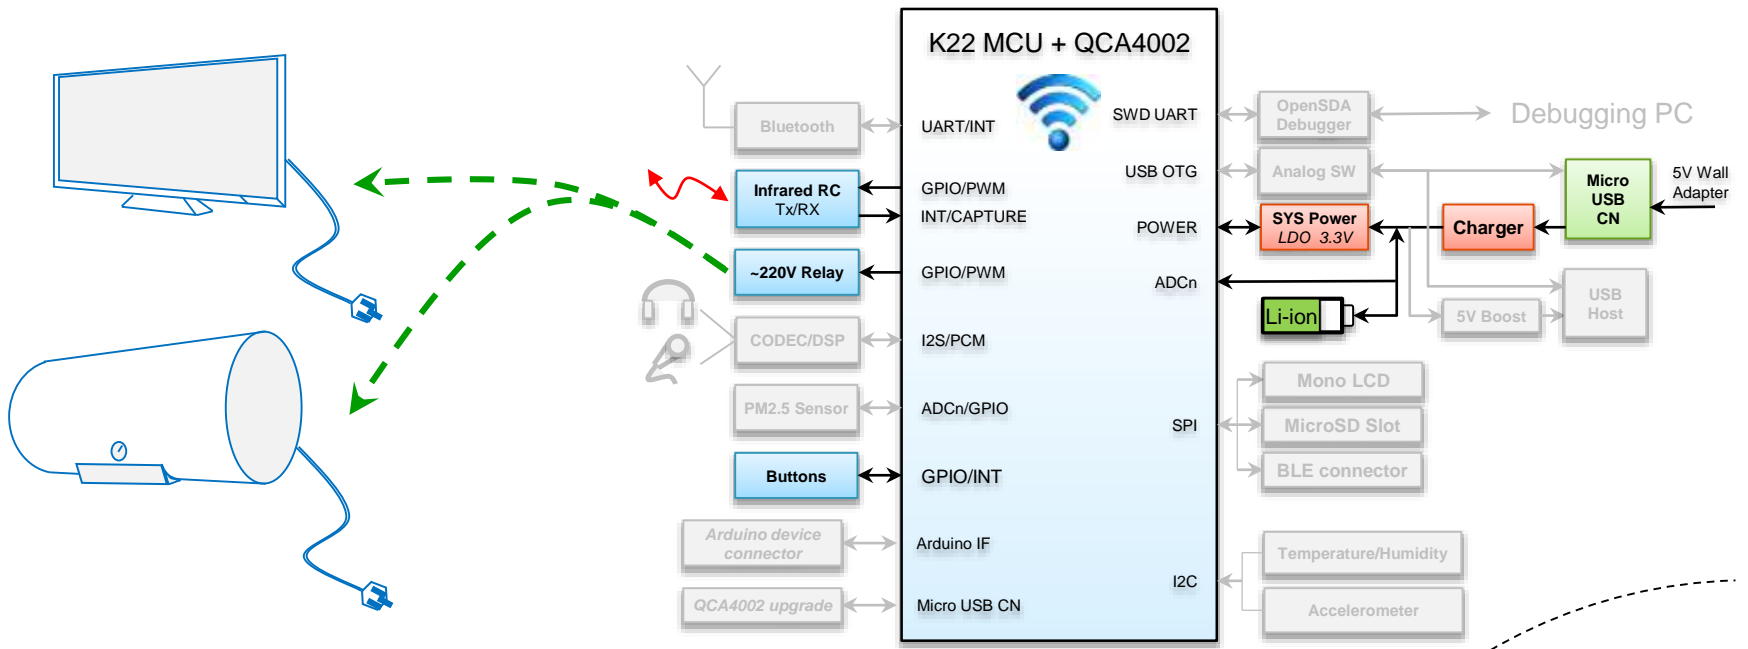 K22 MCU + QCA4002
Bluetooth
UART/INT
Infrared RC
Tx/RX
GPIO/PWM
INT/CAPTURE
~220V Relay
GPIO/PWM
CODEC/DSP
I2S/PCM
PM2.5 Sensor
ADCn/GPIO
Buttons
GPIO/INT
Arduino device
connector
Arduino IF
QCA4002 upgrade
Micro USB CN
SWD UART
OpenSDA
Debugger
Debugging PC
USB OTG
Analog SW
Micro
USB
CN
5V Wall
Adapter
POWER
SYS Power
LDO 3.3V
Charger
ADCn
Li-ion
5V Boost
USB
Host
SPI
Mono LCD
MicroSD Slot
BLE connector
I2C
Temperature/Humidity
Accelerometer